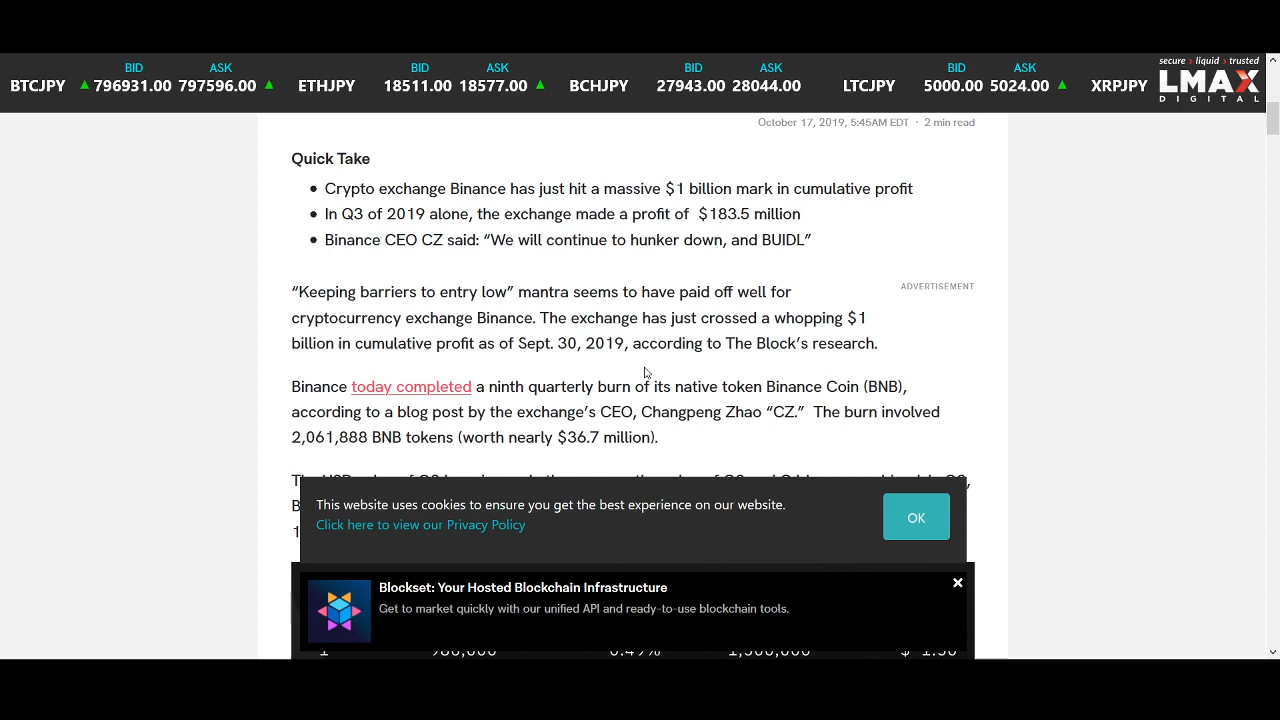 secure › liquid › trusted
BID ASK BID ASK BID ASK BID ASK
BTCJPY 796931.00 797596.00 ETHJPY 18511.00 18577.00 BCHJPY 27943.00 28044.00 LTCJPY 5000.00 5024.00 XRPJPY LMAX
DIGITAL
October 17, 2019, 5:45AM EDT · 2 min read
Quick Take
• Crypto exchange Binance has just hit a massive $1 billion mark in cumulative profit
• In Q3 of 2019 alone, the exchange made a profit of $183.5 million
• Binance CEO CZ said: “We will continue to hunker down, and BUIDL”
ADVERTISEMENT
“Keeping barriers to entry low” mantra seems to have paid off well for
cryptocurrency exchange Binance. The exchange has just crossed a whopping $1
billion in cumulative profit as of Sept. 30, 2019, according to The Block’s research.
Binance today completed a ninth quarterly burn of its native token Binance Coin (BNB),
according to a blog post by the exchange’s CEO, Changpeng Zhao “CZ.” The burn involved
2,061,888 BNB tokens (worth nearly $36.7 million).
This website uses cookies to ensure you get the best experience on our website.
Click here to view our Privacy Policy
OK
Blockset: Your Hosted Blockchain Infrastructure
Get to market quickly with our unified API and ready-to-use blockchain tools.